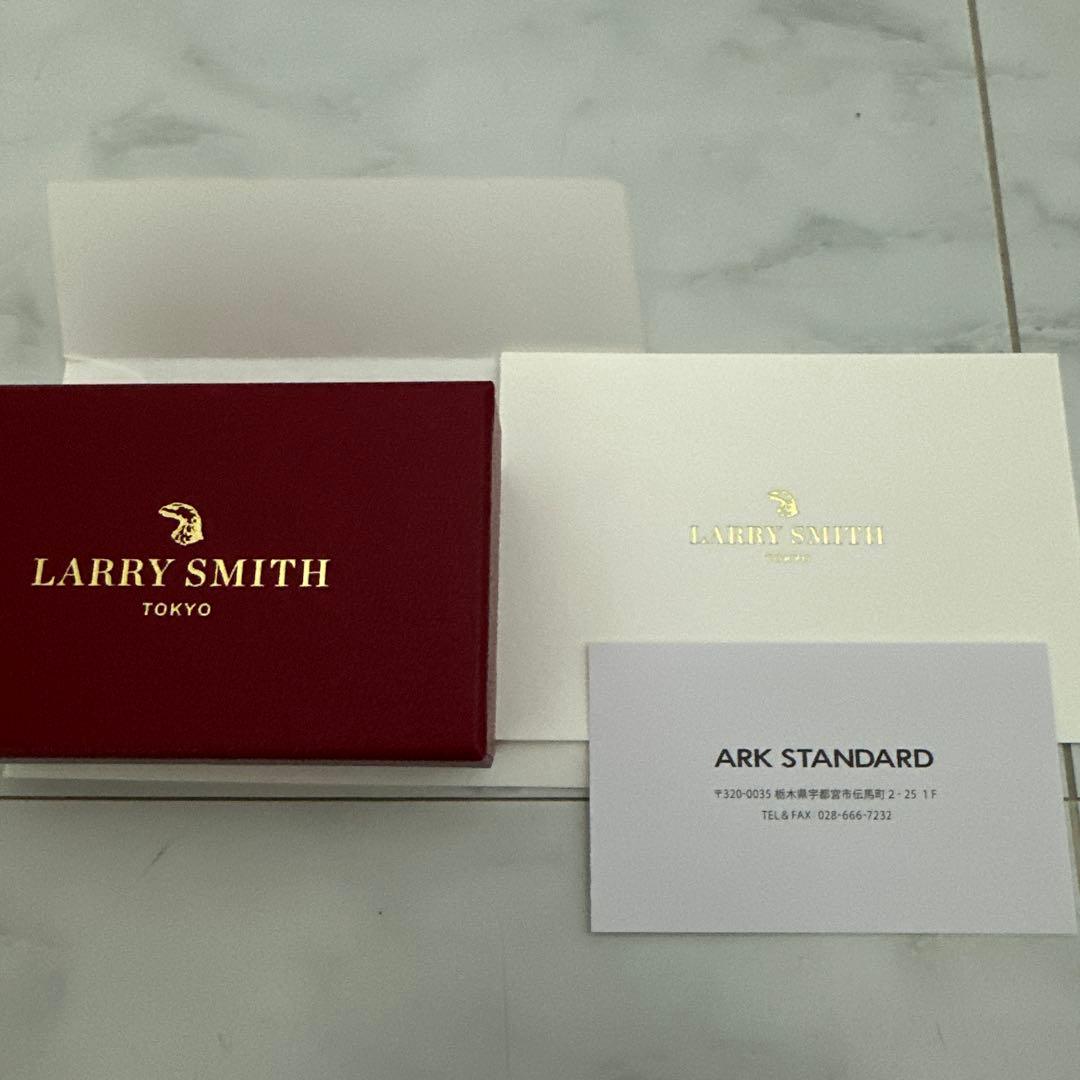 LARRY SMITH
TOKYO
LARRY SMITH
TOKYO
ARK STANDARD
〒320-0035 栃木県宇都宮市伝馬町2-25 1F
TEL&FAX 028-666-7232